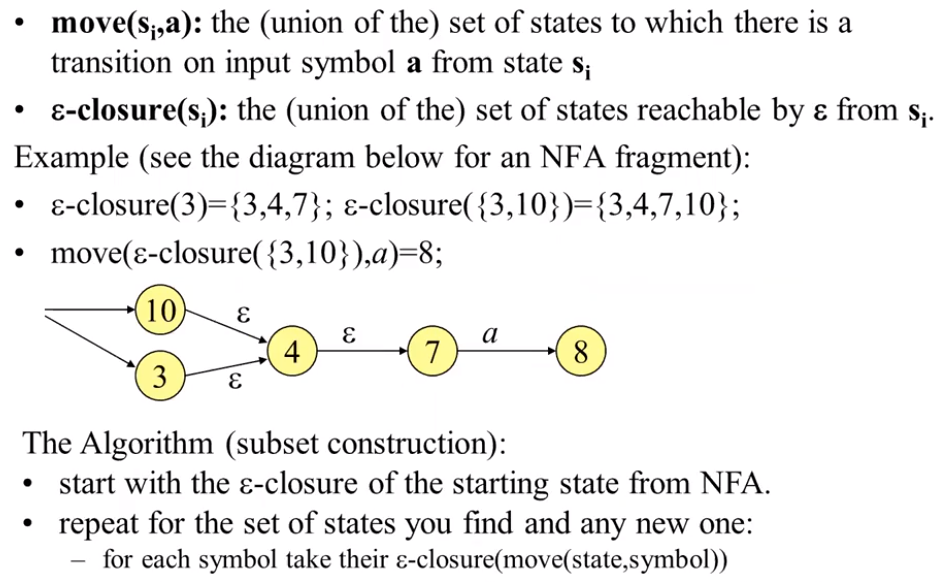 • move(sᵢ,a): the (union of the) set of states to which there is a
transition on input symbol a from state sᵢ
• ε-closure(sᵢ): the (union of the) set of states reachable by ε from sᵢ.
Example (see the diagram below for an NFA fragment):
• ε-closure(3)={3,4,7}; ε-closure({3,10})={3,4,7,10};
• move(ε-closure({3,10}),a)=8;
10
ε
ε
a
4
7
8
3
ε
The Algorithm (subset construction):
• start with the ε-closure of the starting state from NFA.
• repeat for the set of states you find and any new one:
– for each symbol take their ε-closure(move(state,symbol))